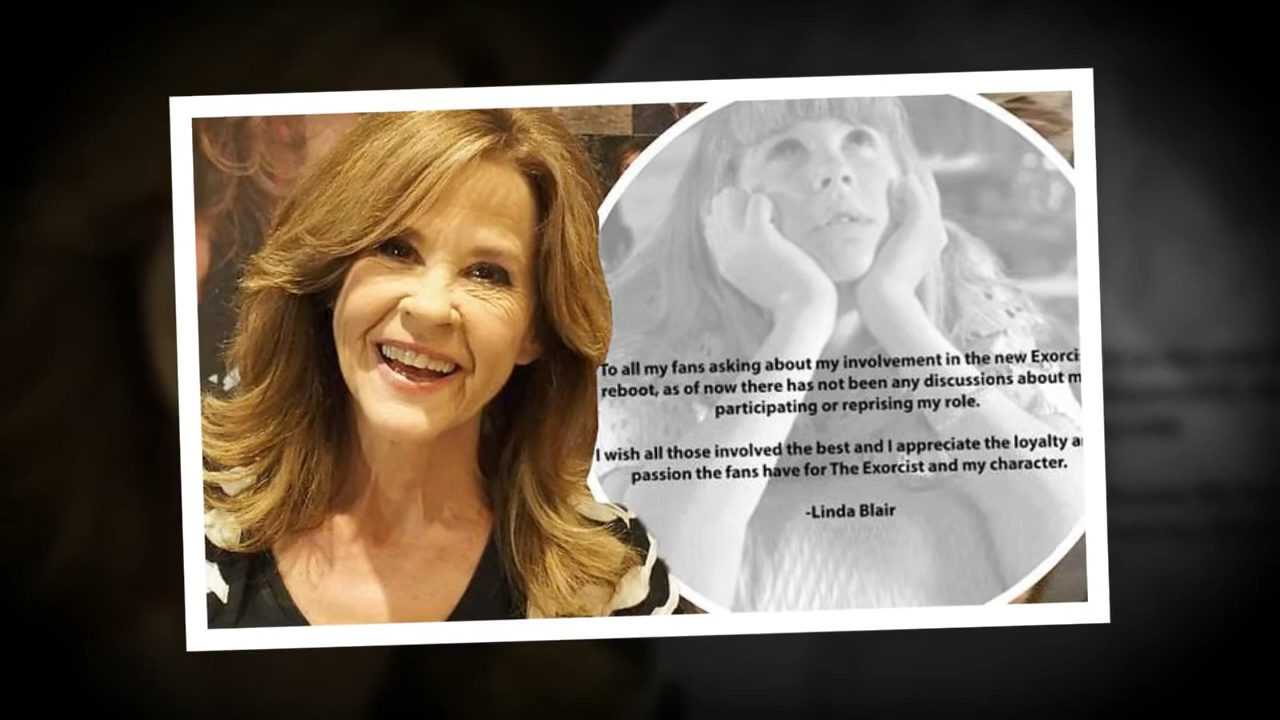 To all my fans asking about my involvement in the new Exorci
reboot, as of now there has not been any discussions about m
participating or reprising my role.
I wish all those involved the best and I appreciate the loyalty a
passion the fans have for The Exorcist and my character.
-Linda Blair